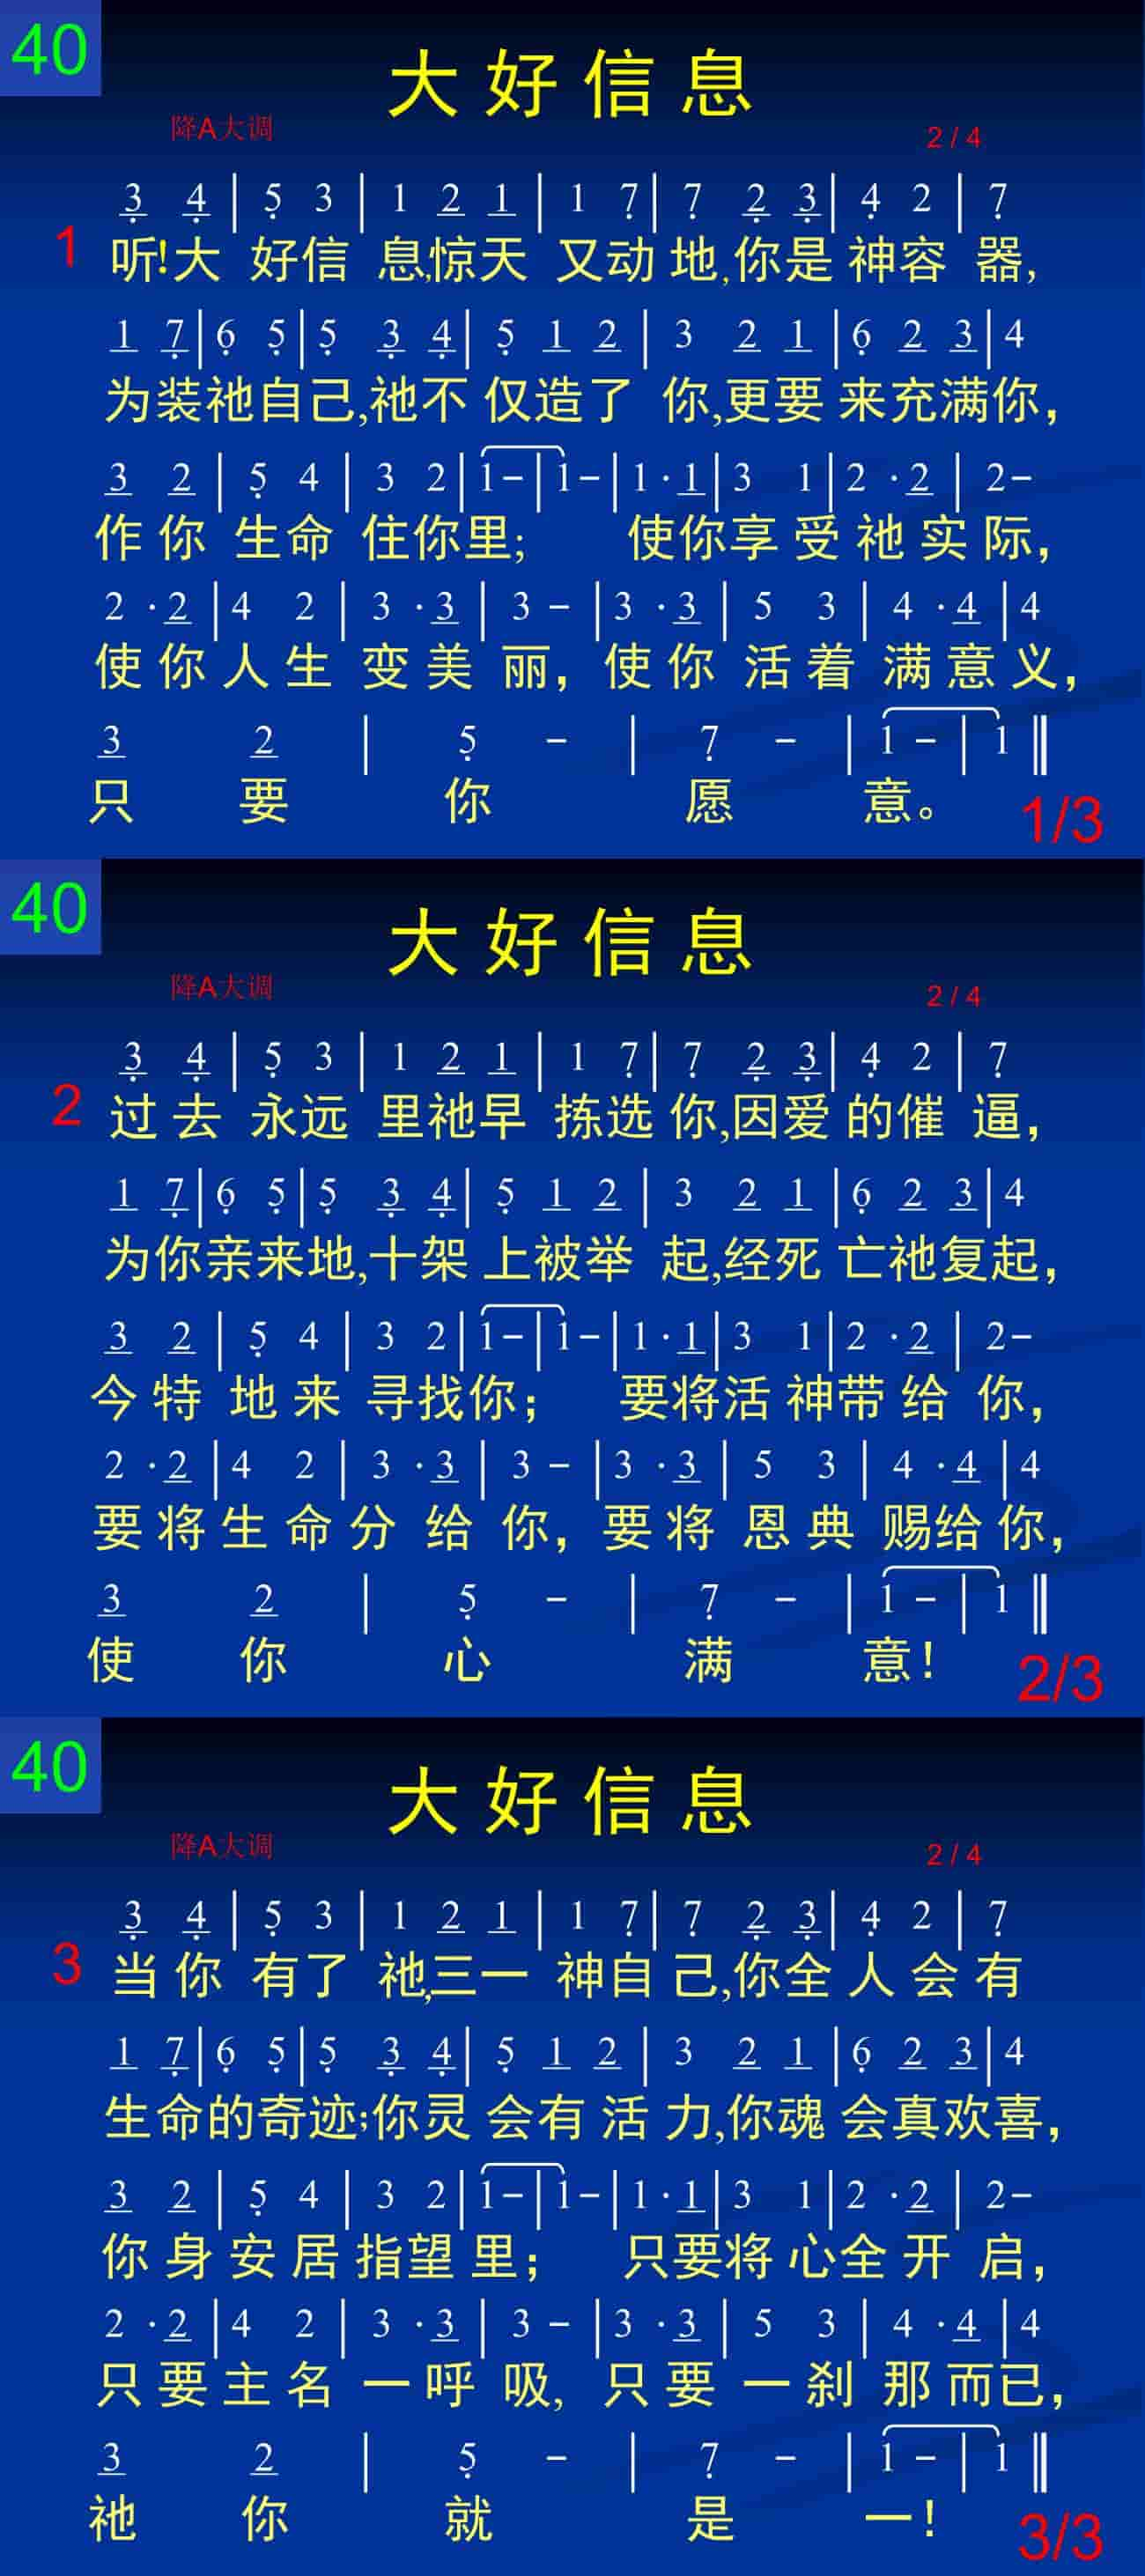 40
大好信息
降A大调 2/4
3 4 | 5 3 | 1 2 1 | 1 7 | 7 2 3 | 4 2 | 7
1 听!大 好信 息,惊天 又动 地,你是 神容 器,
1 7 | 6 5 | 5 3 4 | 5 1 2 | 3 2 1 | 6 2 3 | 4
为装祂自己,祂不 仅造了 你,更要 来充满你,
3 2 | 5 4 | 3 2 | 1 - | 1 - | 1 · 1 | 3 1 | 2 · 2 | 2 -
作你 生命 住你里; 使你享受祂实际,
2 · 2 | 4 2 | 3 · 3 | 3 - | 3 · 3 | 5 3 | 4 · 4 | 4
使你人生 变美 丽, 使你 活着 满意义,
3 2 | 5 - | 7 - | 1 - | 1 ‖
只 要 你 愿 意。
1/3
40
大好信息
降A大调 2/4
3 4 | 5 3 | 1 2 1 | 1 7 | 7 2 3 | 4 2 | 7
2 过去 永远 里祂早 拣选 你,因爱 的催 逼,
1 7 | 6 5 | 5 3 4 | 5 1 2 | 3 2 1 | 6 2 3 | 4
为你亲来地,十架 上被举 起,经死 亡祂复起,
3 2 | 5 4 | 3 2 | 1 - | 1 - | 1 · 1 | 3 1 | 2 · 2 | 2 -
今特 地来 寻找你; 要将活 神带给 你,
2 · 2 | 4 2 | 3 · 3 | 3 - | 3 · 3 | 5 3 | 4 · 4 | 4
要将生命分 给 你, 要将 恩典 赐给你,
3 2 | 5 - | 7 - | 1 - | 1 ‖
使 你 心 满 意!
2/3
40
大好信息
降A大调 2/4
3 4 | 5 3 | 1 2 1 | 1 7 | 7 2 3 | 4 2 | 7
3 当你 有了 祂,三一 神自 己,你全 人会 有
1 7 | 6 5 | 5 3 4 | 5 1 2 | 3 2 1 | 6 2 3 | 4
生命的奇迹;你灵 会有活 力,你魂 会真欢喜,
3 2 | 5 4 | 3 2 | 1 - | 1 - | 1 · 1 | 3 1 | 2 · 2 | 2 -
你身安居指望里; 只要将 心全开 启,
2 · 2 | 4 2 | 3 · 3 | 3 - | 3 · 3 | 5 3 | 4 · 4 | 4
只要主名 一呼 吸, 只要 一刹 那而已,
3 2 | 5 - | 7 - | 1 - | 1 ‖
祂 你 就 是 一!
3/3